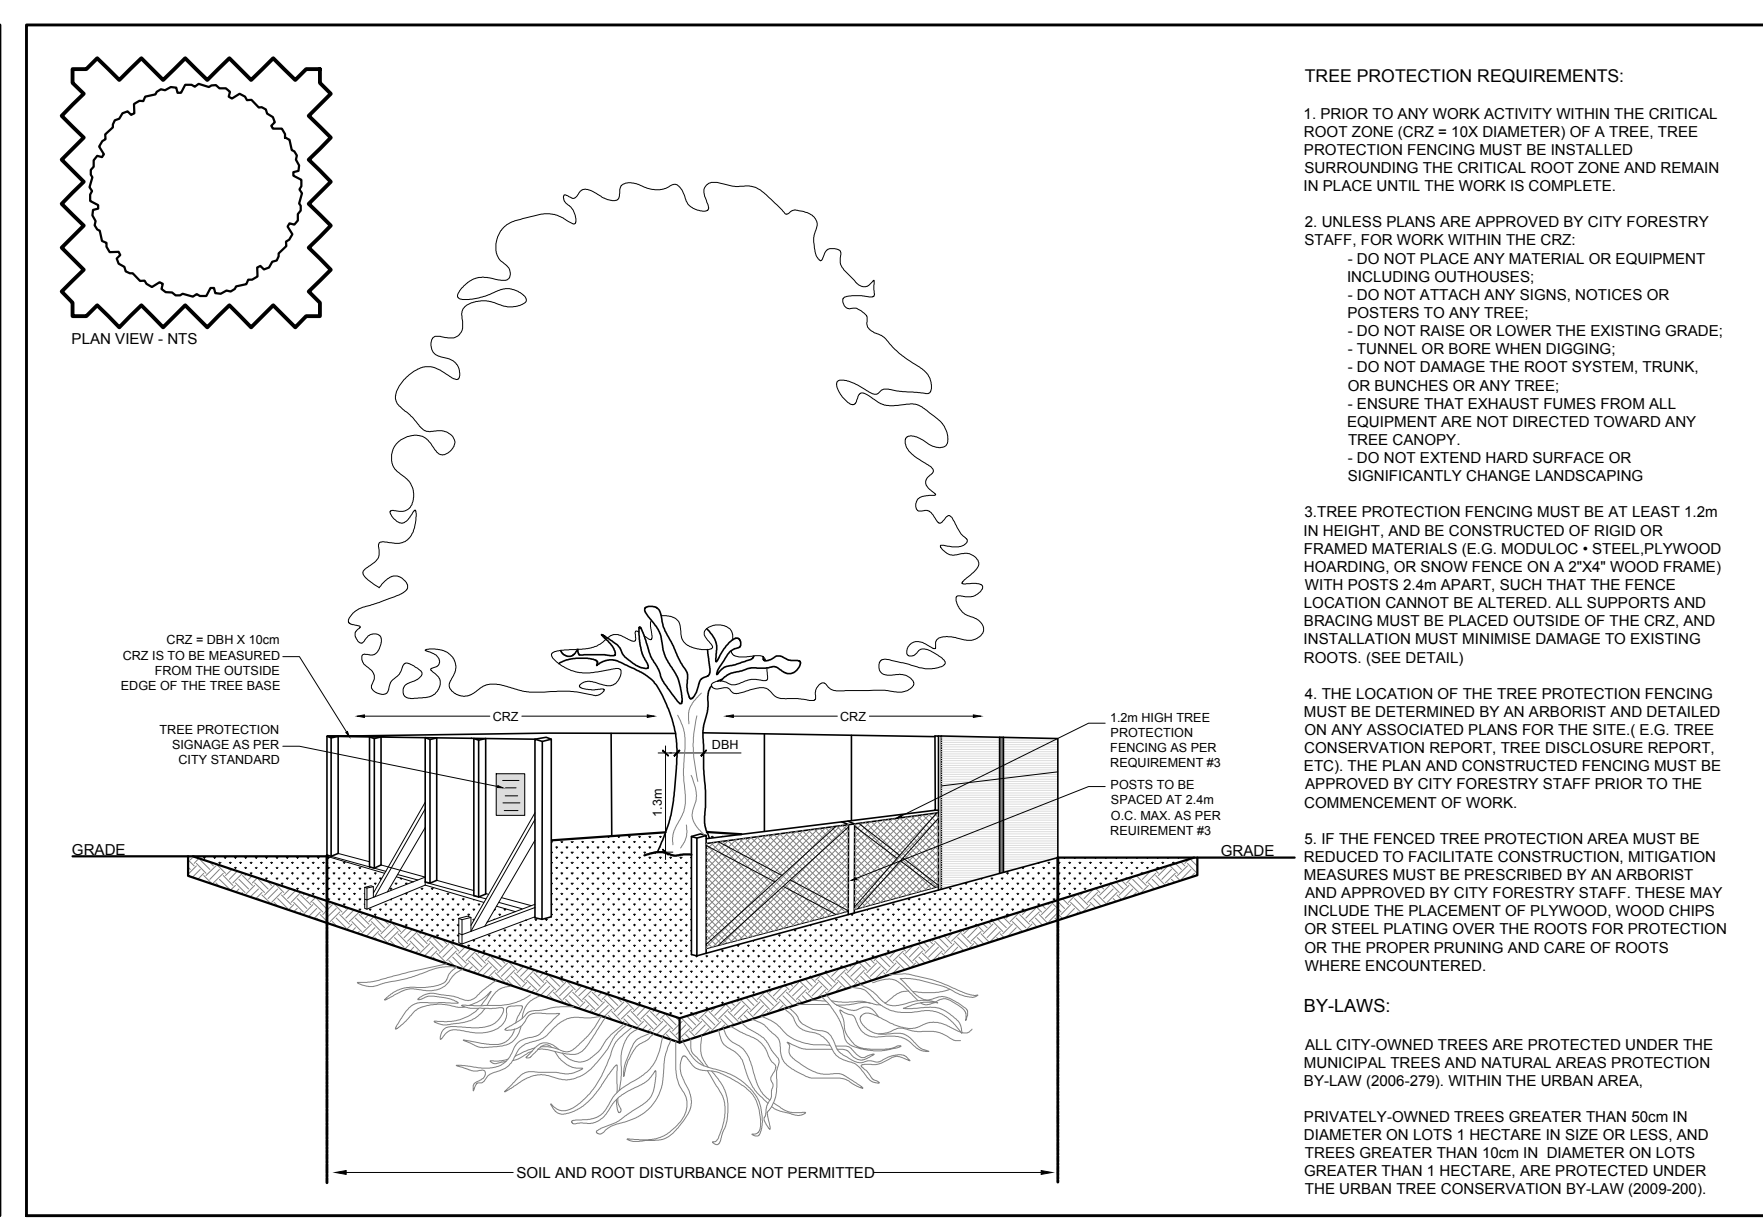 PLAN VIEW - NTS
CRZ = DBH X 10cm
CRZ IS TO BE MEASURED
FROM THE OUTSIDE
EDGE OF THE TREE BASE
TREE PROTECTION
SIGNAGE AS PER
CITY STANDARD
GRADE
CRZ
CRZ
DBH
1.3m
1.2m HIGH TREE
PROTECTION
FENCING AS PER
REQUIREMENT #3
POSTS TO BE
SPACED AT 2.4m
O.C. MAX. AS PER
REUIREMENT #3
GRADE
SOIL AND ROOT DISTURBANCE NOT PERMITTED
TREE PROTECTION REQUIREMENTS:
1. PRIOR TO ANY WORK ACTIVITY WITHIN THE CRITICAL
ROOT ZONE (CRZ = 10X DIAMETER) OF A TREE, TREE
PROTECTION FENCING MUST BE INSTALLED
SURROUNDING THE CRITICAL ROOT ZONE AND REMAIN
IN PLACE UNTIL THE WORK IS COMPLETE.
2. UNLESS PLANS ARE APPROVED BY CITY FORESTRY
STAFF, FOR WORK WITHIN THE CRZ:
- DO NOT PLACE ANY MATERIAL OR EQUIPMENT
INCLUDING OUTHOUSES;
- DO NOT ATTACH ANY SIGNS, NOTICES OR
POSTERS TO ANY TREE;
- DO NOT RAISE OR LOWER THE EXISTING GRADE;
- TUNNEL OR BORE WHEN DIGGING;
- DO NOT DAMAGE THE ROOT SYSTEM, TRUNK,
OR BUNCHES OR ANY TREE;
- ENSURE THAT EXHAUST FUMES FROM ALL
EQUIPMENT ARE NOT DIRECTED TOWARD ANY
TREE CANOPY.
- DO NOT EXTEND HARD SURFACE OR
SIGNIFICANTLY CHANGE LANDSCAPING
3.TREE PROTECTION FENCING MUST BE AT LEAST 1.2m
IN HEIGHT, AND BE CONSTRUCTED OF RIGID OR
FRAMED MATERIALS (E.G. MODULOC • STEEL,PLYWOOD
HOARDING, OR SNOW FENCE ON A 2"X4" WOOD FRAME)
WITH POSTS 2.4m APART, SUCH THAT THE FENCE
LOCATION CANNOT BE ALTERED. ALL SUPPORTS AND
BRACING MUST BE PLACED OUTSIDE OF THE CRZ, AND
INSTALLATION MUST MINIMISE DAMAGE TO EXISTING
ROOTS. (SEE DETAIL)
4. THE LOCATION OF THE TREE PROTECTION FENCING
MUST BE DETERMINED BY AN ARBORIST AND DETAILED
ON ANY ASSOCIATED PLANS FOR THE SITE.( E.G. TREE
CONSERVATION REPORT, TREE DISCLOSURE REPORT,
ETC). THE PLAN AND CONSTRUCTED FENCING MUST BE
APPROVED BY CITY FORESTRY STAFF PRIOR TO THE
COMMENCEMENT OF WORK.
5. IF THE FENCED TREE PROTECTION AREA MUST BE
REDUCED TO FACILITATE CONSTRUCTION, MITIGATION
MEASURES MUST BE PRESCRIBED BY AN ARBORIST
AND APPROVED BY CITY FORESTRY STAFF. THESE MAY
INCLUDE THE PLACEMENT OF PLYWOOD, WOOD CHIPS
OR STEEL PLATING OVER THE ROOTS FOR PROTECTION
OR THE PROPER PRUNING AND CARE OF ROOTS
WHERE ENCOUNTERED.
BY-LAWS:
ALL CITY-OWNED TREES ARE PROTECTED UNDER THE
MUNICIPAL TREES AND NATURAL AREAS PROTECTION
BY-LAW (2006-279). WITHIN THE URBAN AREA,
PRIVATELY-OWNED TREES GREATER THAN 50cm IN
DIAMETER ON LOTS 1 HECTARE IN SIZE OR LESS, AND
TREES GREATER THAN 10cm IN DIAMETER ON LOTS
GREATER THAN 1 HECTARE, ARE PROTECTED UNDER
THE URBAN TREE CONSERVATION BY-LAW (2009-200).